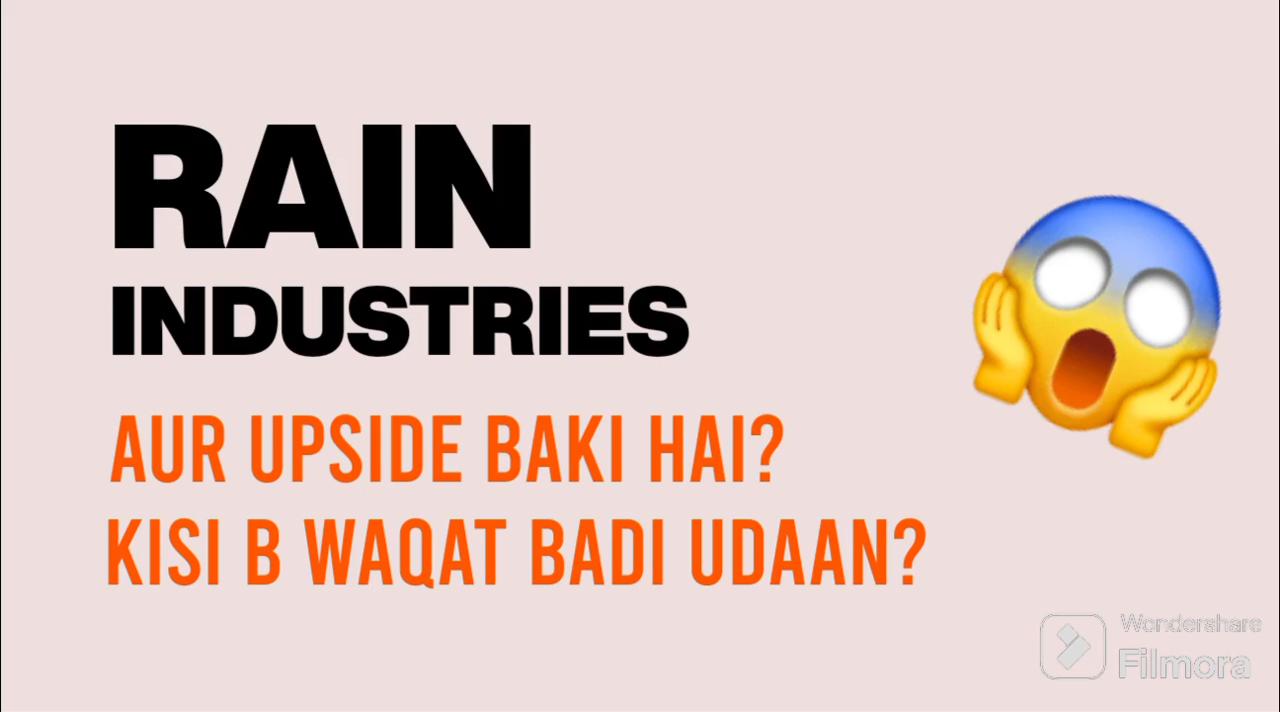 RAIN
INDUSTRIES
AUR UPSIDE BAKI HAI?
KISI B WAQAT BADI UDAAN?
Wondershare
Filmora